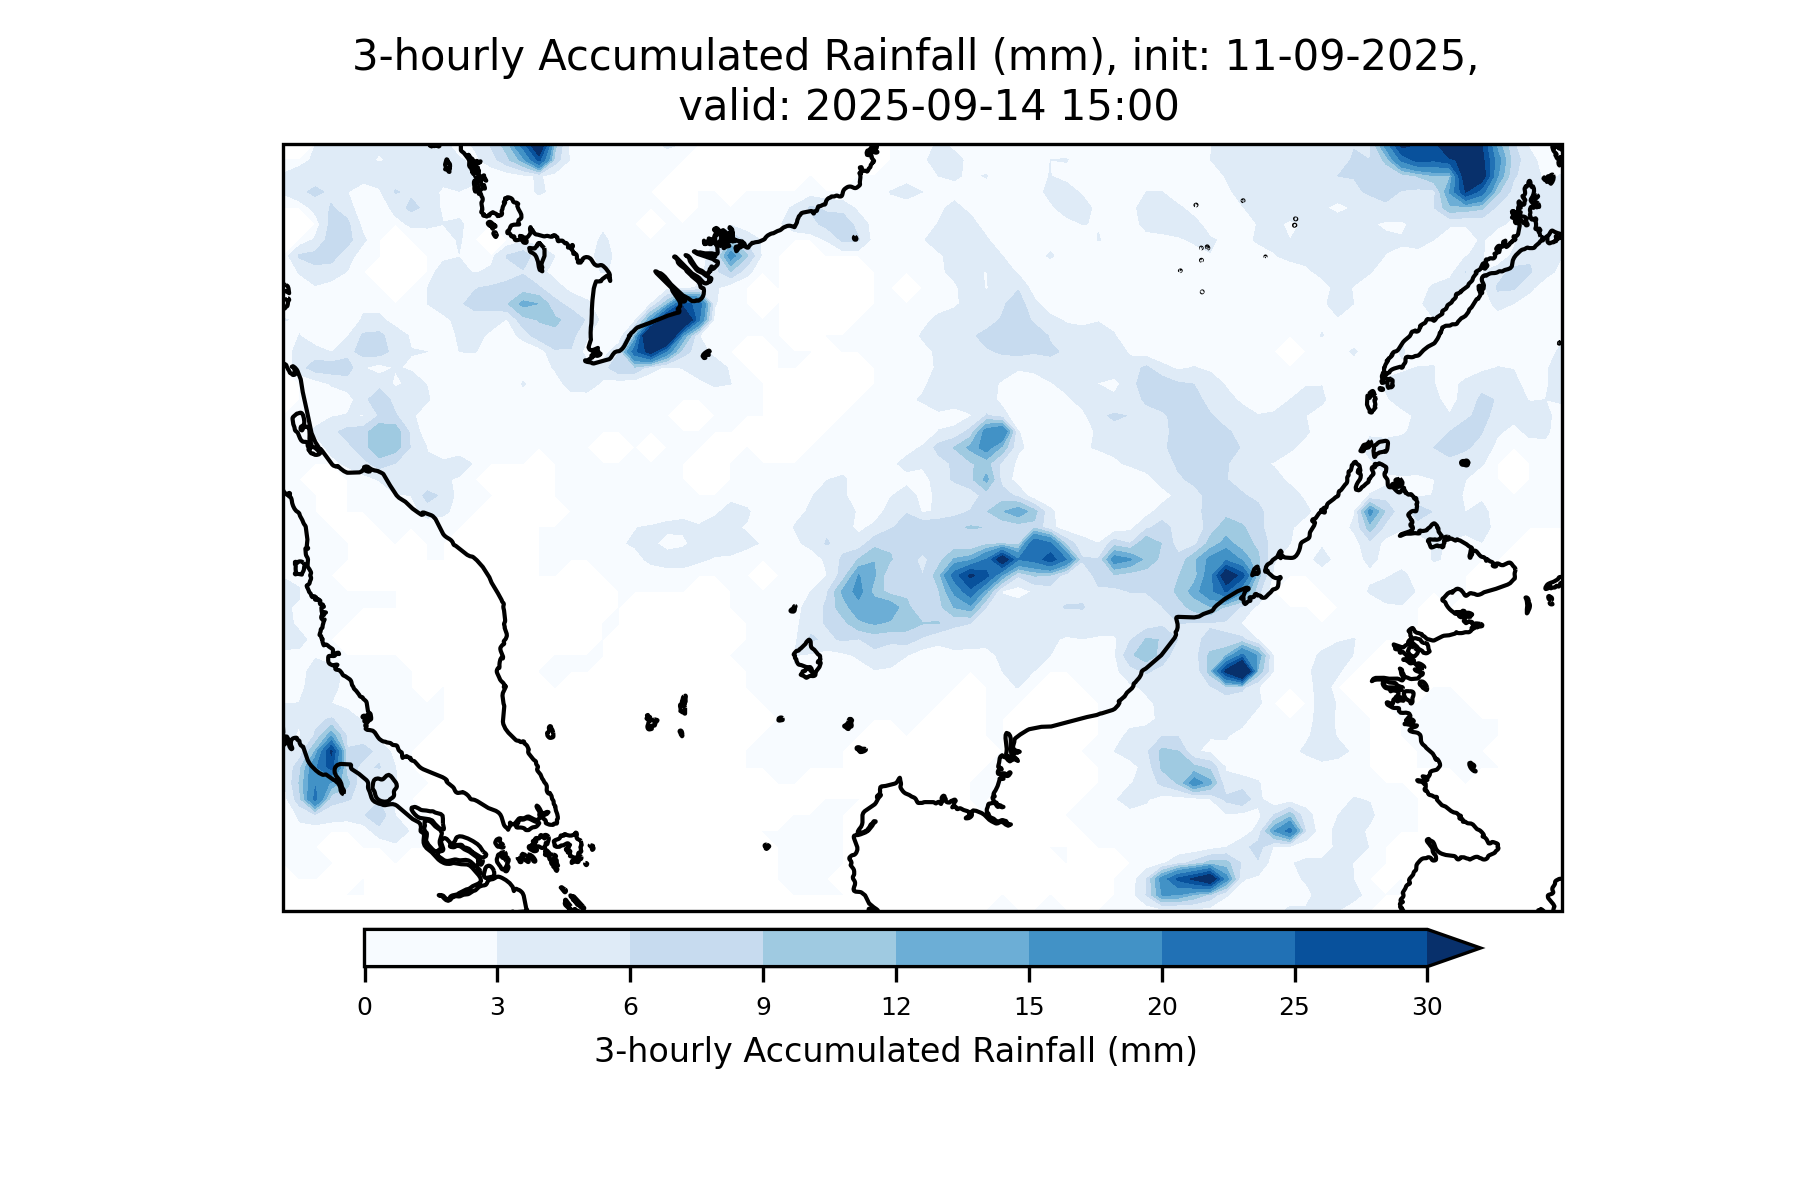 3-hourly Accumulated Rainfall (mm), init: 11-09-2025,
valid: 2025-09-14 15:00
0 3 6 9 12 15 20 25 30
3-hourly Accumulated Rainfall (mm)